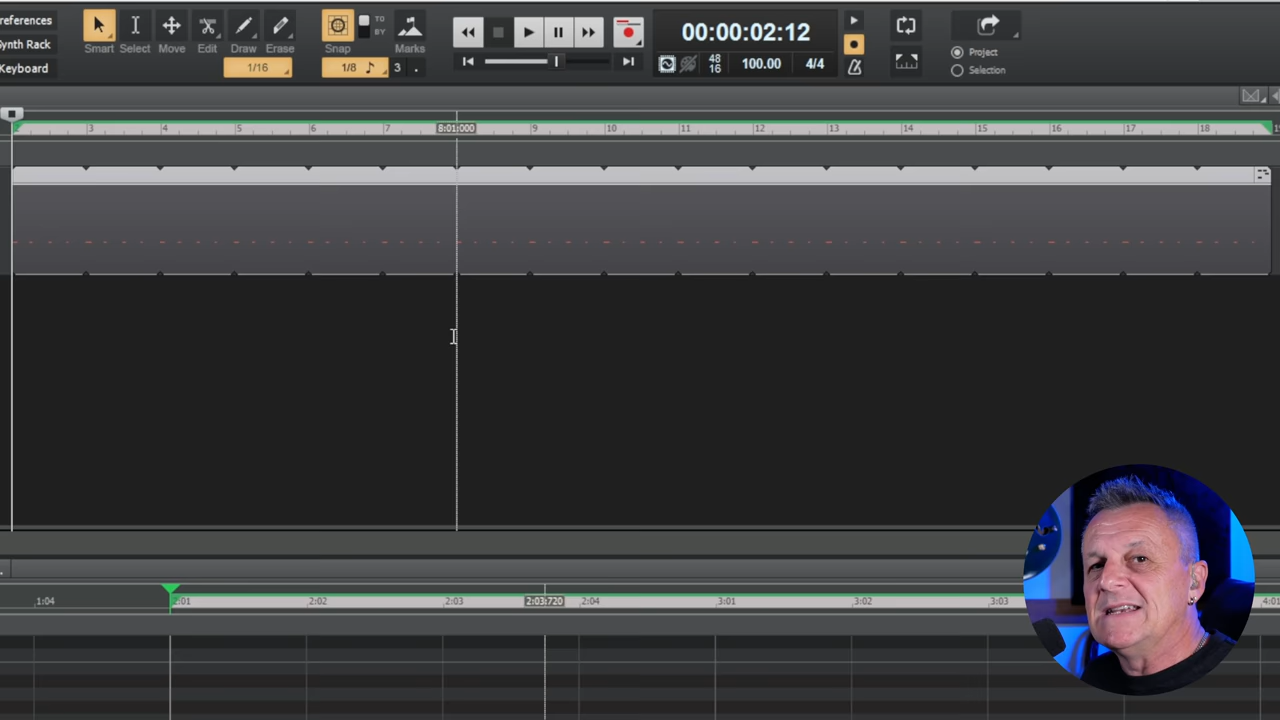 references
Synth Rack
Keyboard
Smart Select Move Edit Draw Erase
1/16
Snap TO BY Marks
1/8 3 .
00:00:02:12
48 16 100.00 4/4
Project
Selection
3 4 5 6 7 8:01:000 9 10 11 12 13 14 15 16 17 18
1:04 2:01 2:02 2:03 2:03:720 2:04 3:01 3:02 3:03 4:01